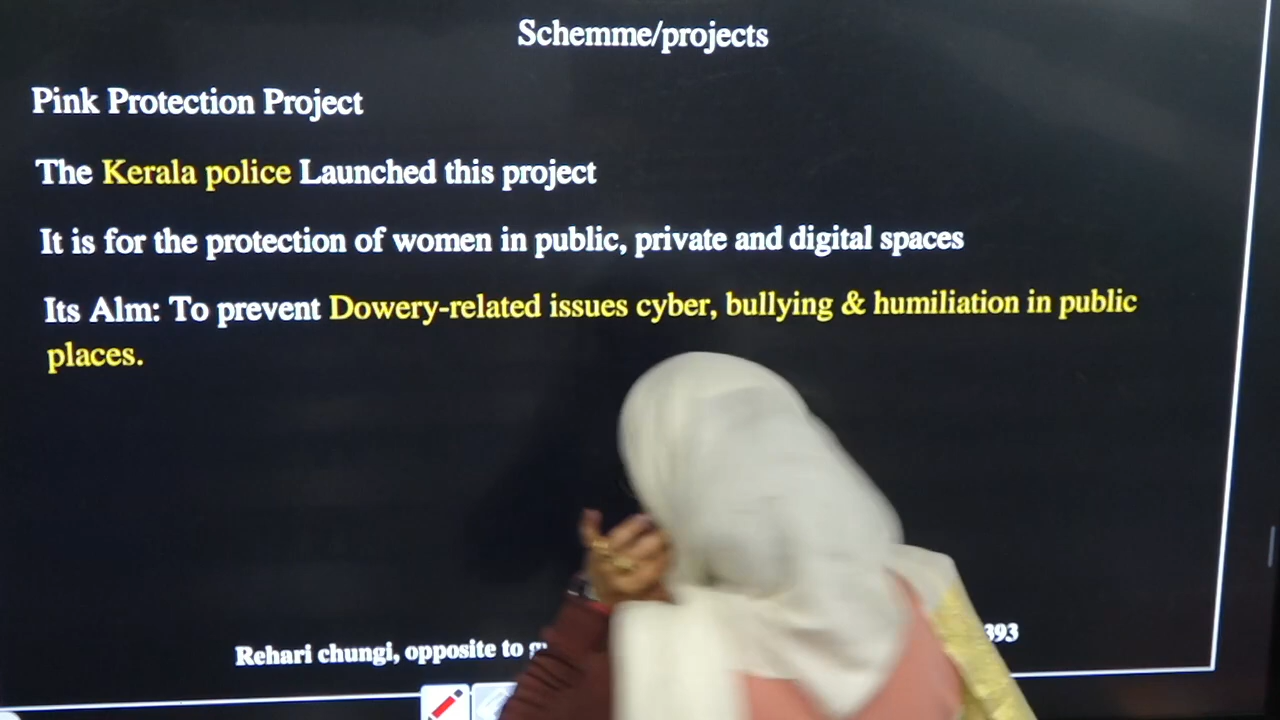 Schemme/projects
Pink Protection Project
The Kerala police Launched this project
It is for the protection of women in public, private and digital spaces
Its Alm: To prevent Dowery-related issues cyber, bullying & humiliation in public
places.
Rehari chungi, opposite to 393